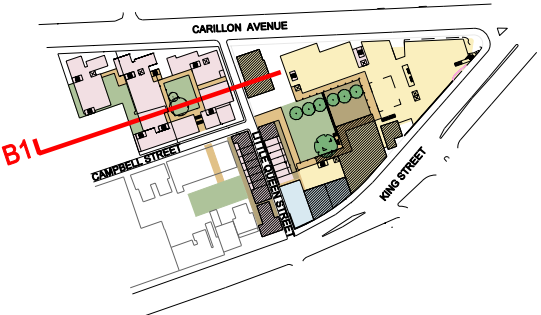 CARILLON AVENUE
B1
CAMPBELL STREET
LITTLE QUEEN STREET
KING STREET